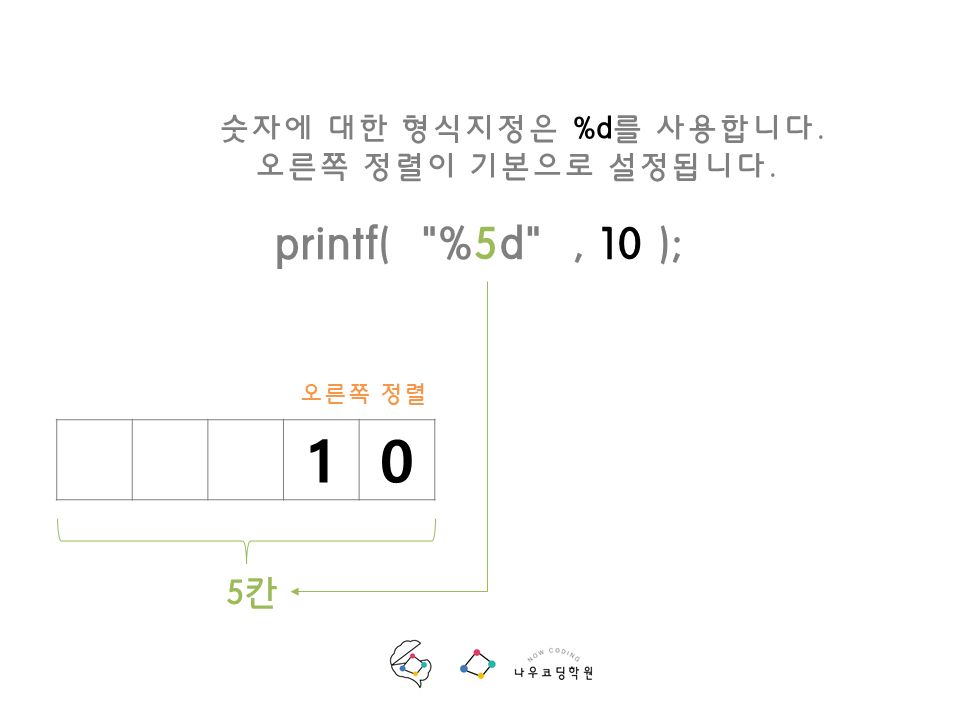 숫자에 대한 형식지정은 %d를 사용합니다.
오른쪽 정렬이 기본으로 설정됩니다.
printf( "%5d" , 10 );
오른쪽 정렬
1 0
5칸
NOW CODING
나우코딩학원